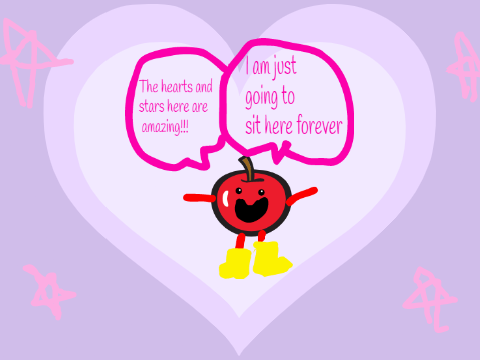 The hearts and
stars here are
amazing!!!
I am just
going to
sit here forever